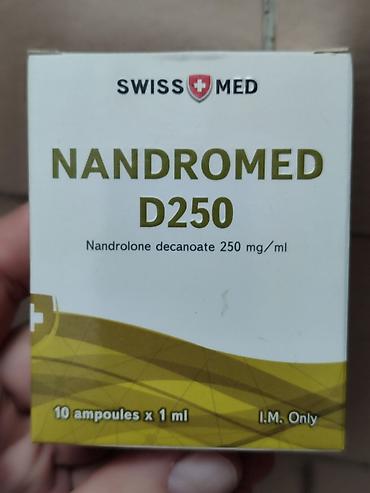 SWISS MED
NANDROMED
D250
Nandrolone decanoate 250 mg/ml
10 ampoules x 1 ml
I.M. Only